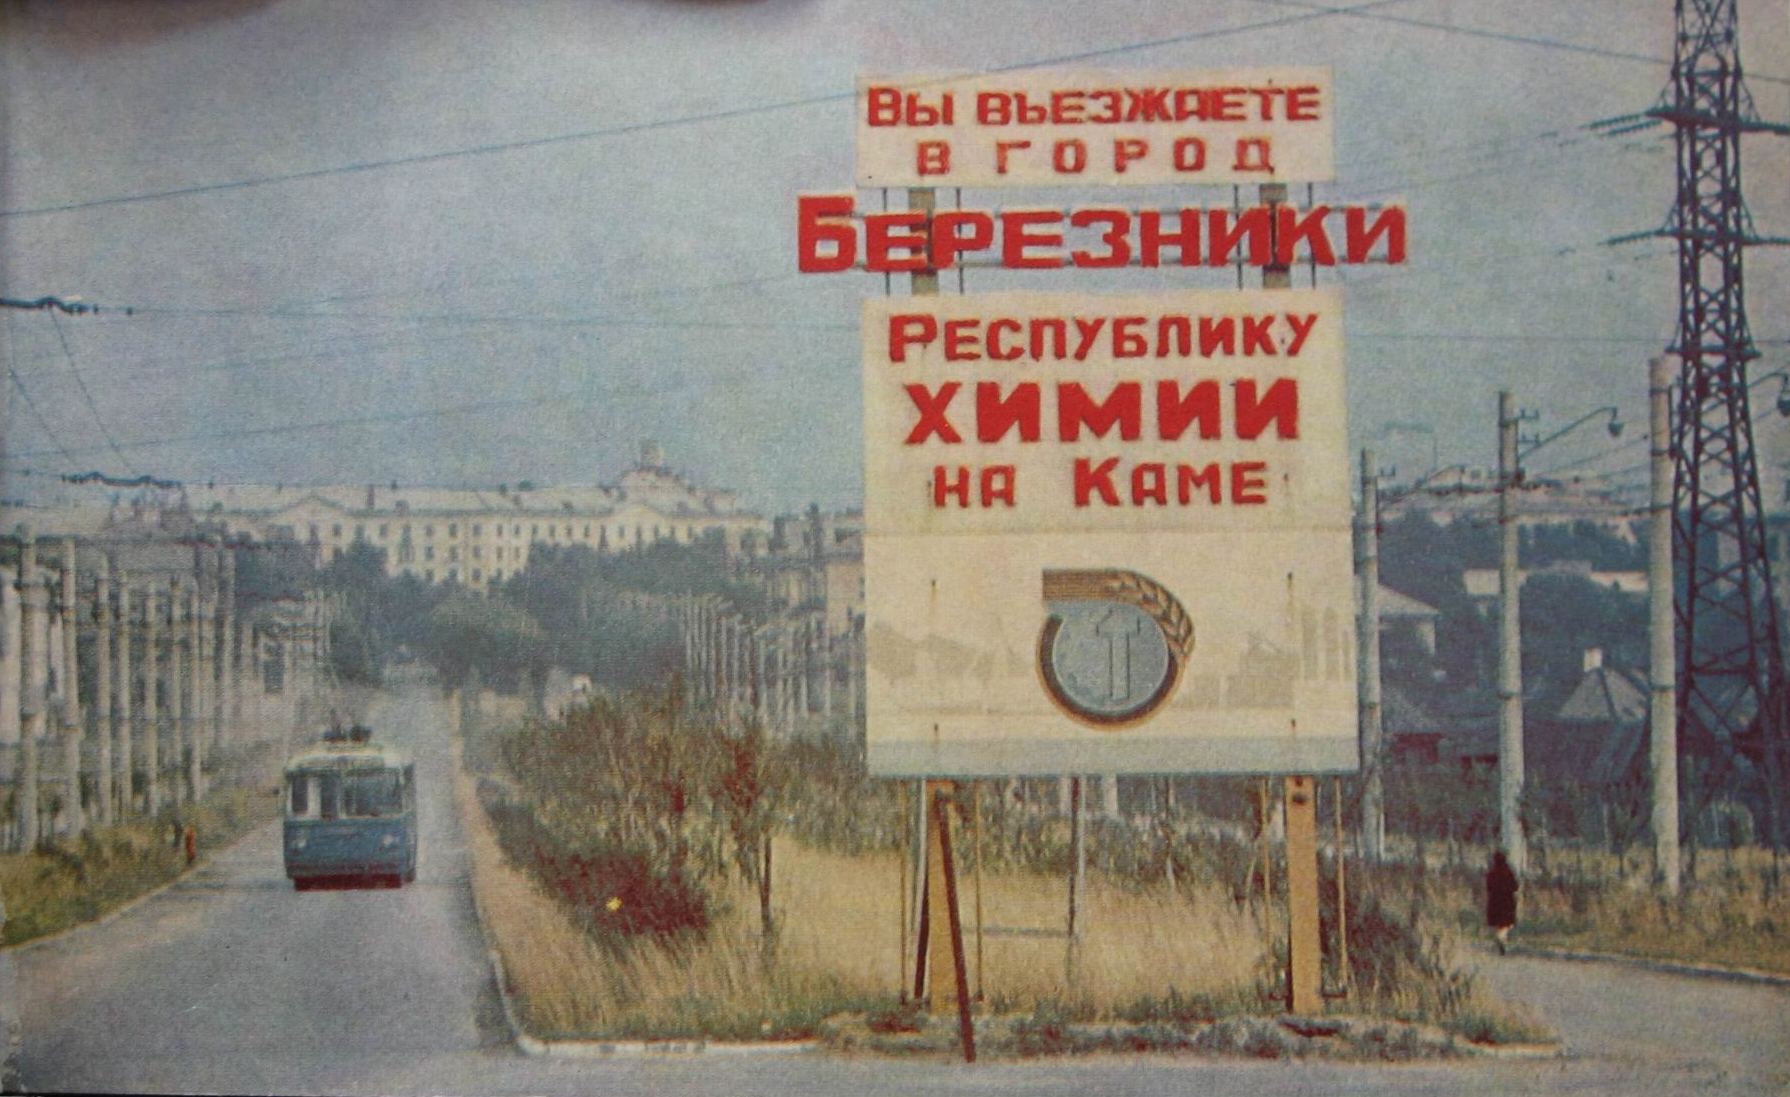 Вы въезжаете
в город
Березники
Республику
химии
на Каме